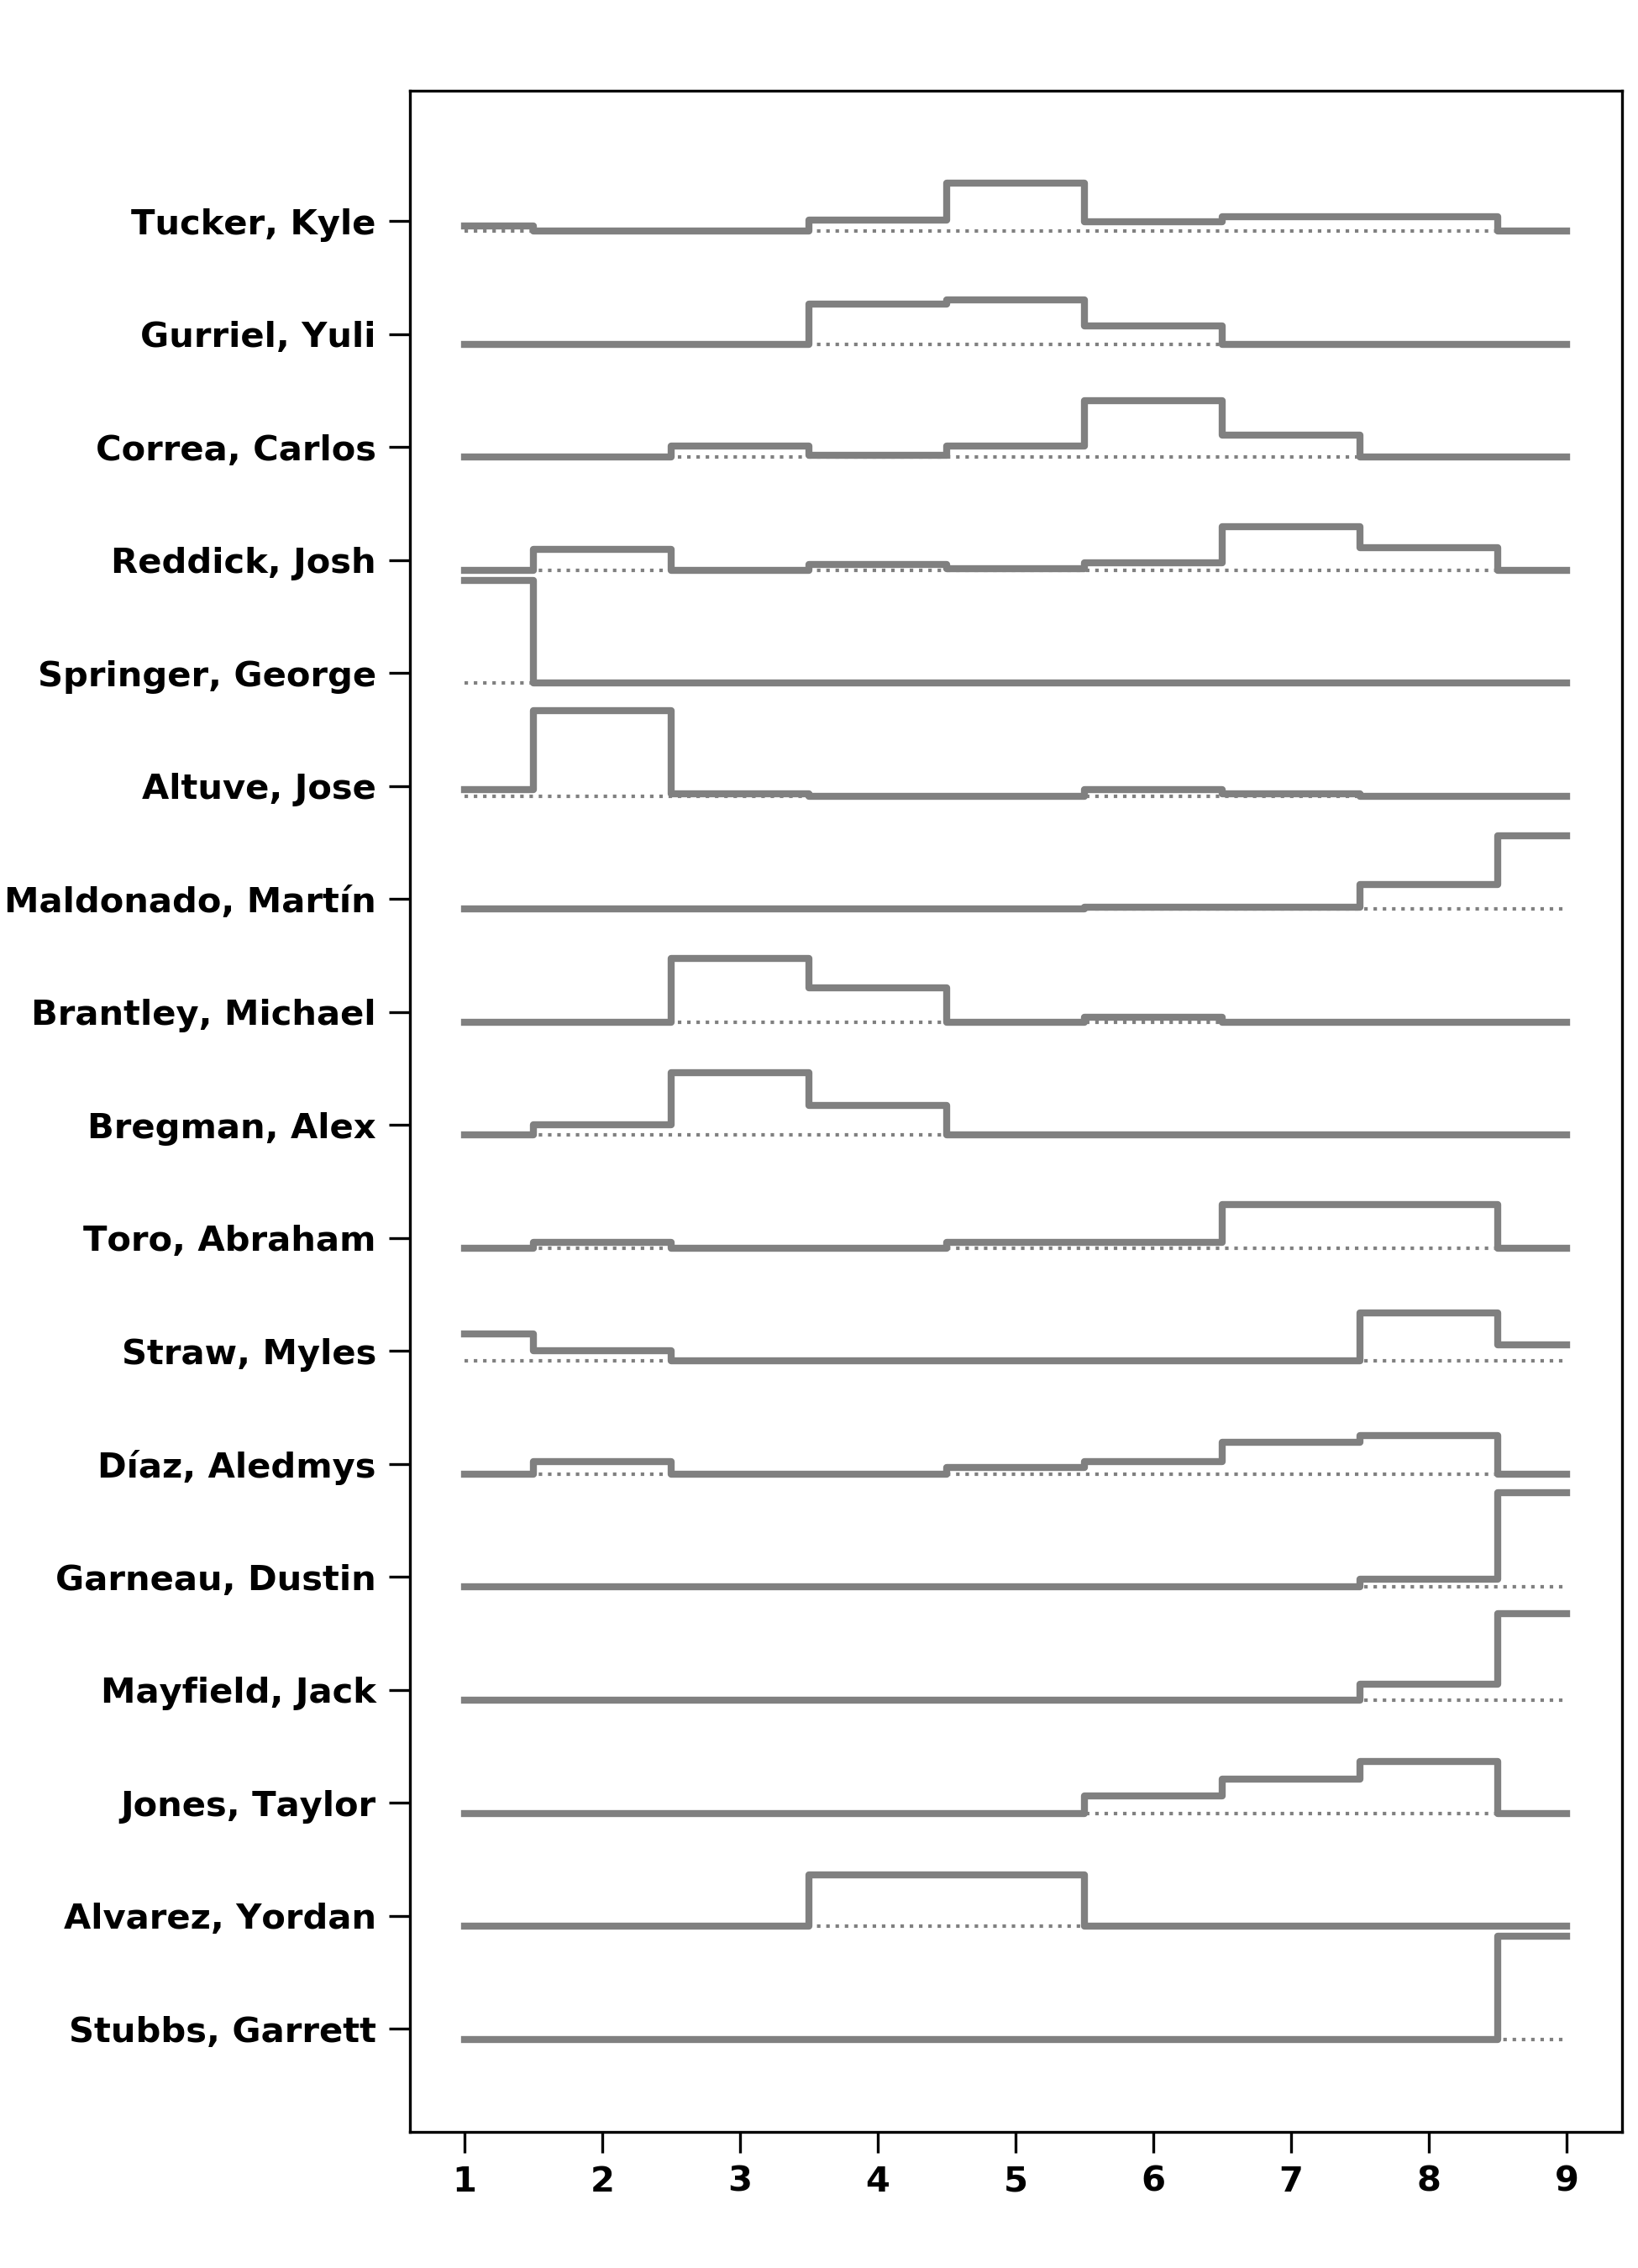 Tucker, Kyle
Gurriel, Yuli
Correa, Carlos
Reddick, Josh
Springer, George
Altuve, Jose
Maldonado, Martín
Brantley, Michael
Bregman, Alex
Toro, Abraham
Straw, Myles
Díaz, Aledmys
Garneau, Dustin
Mayfield, Jack
Jones, Taylor
Alvarez, Yordan
Stubbs, Garrett
1 2 3 4 5 6 7 8 9